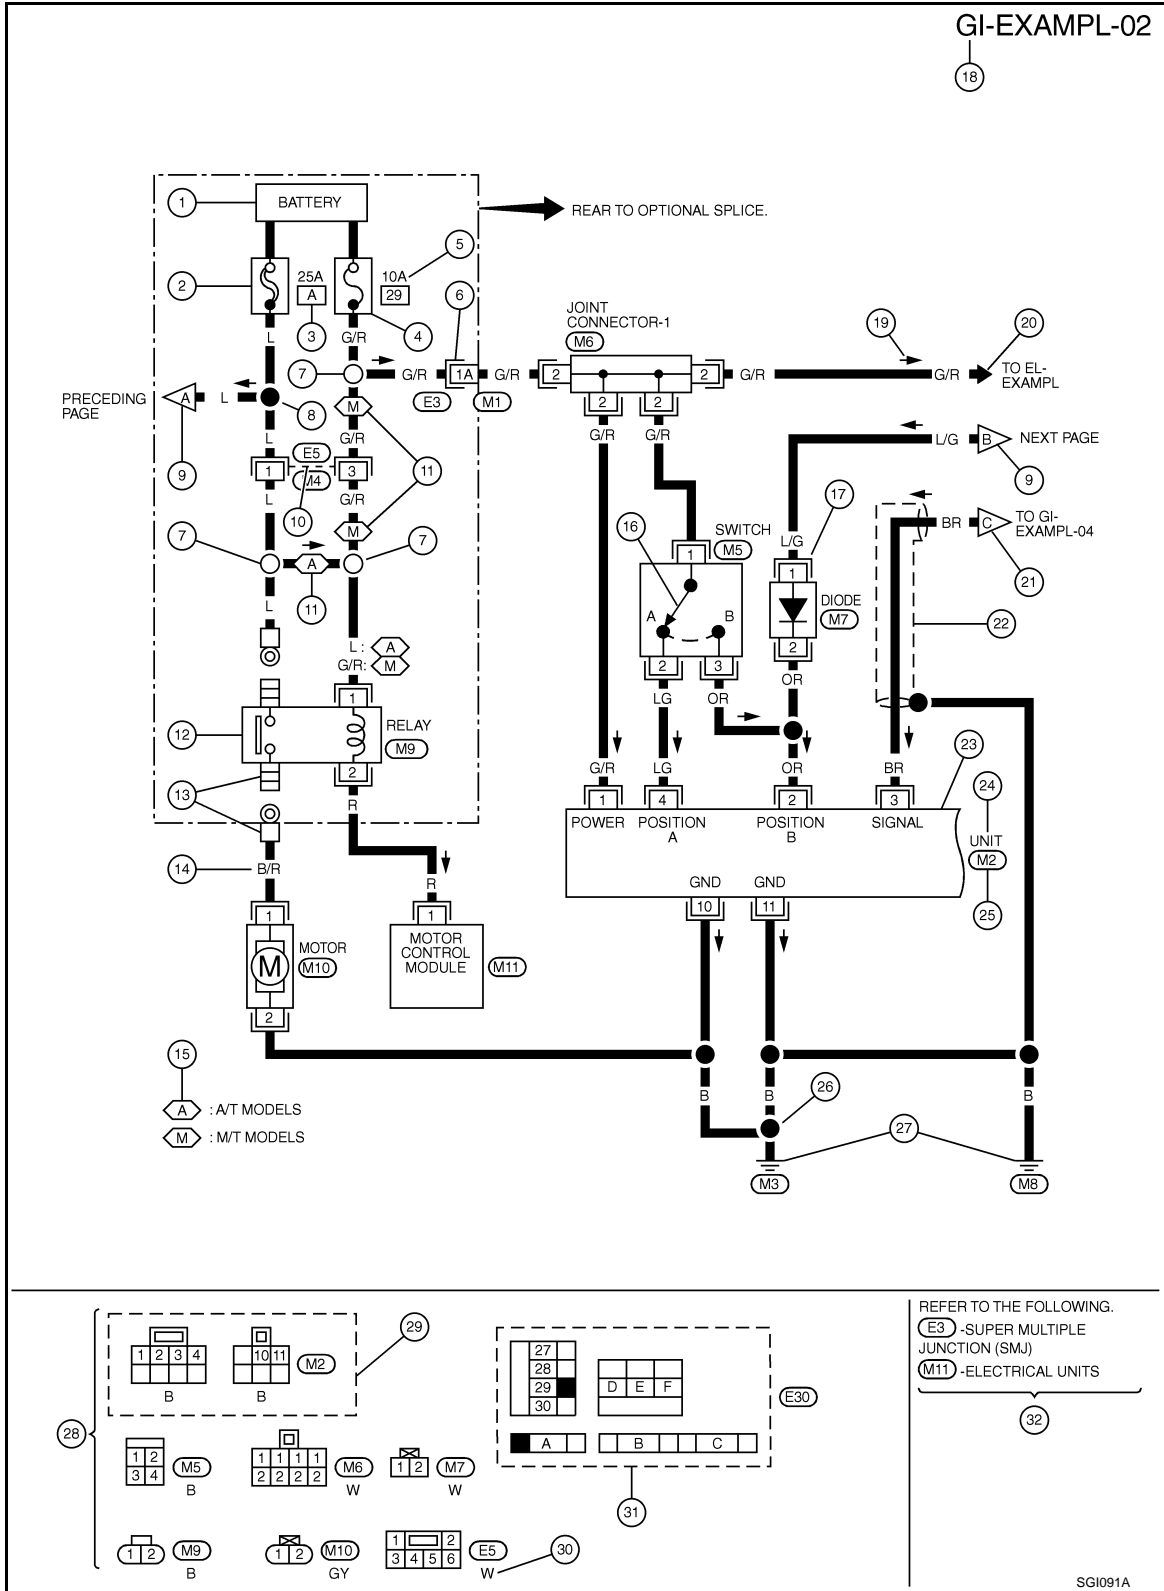 GI-EXAMPL-02
18
1
BATTERY
REAR TO OPTIONAL SPLICE.
5
2
25A
A
10A
29
6
3
4
JOINT
CONNECTOR-1
M6
19
20
L
G/R
7
G/R
1A
G/R
2
2
G/R
G/R
TO EL-
EXAMPL
E3
M1
PRECEDING
PAGE
A
L
8
M
2
2
G/R
G/R
L
G/R
E5
L/G
B
NEXT PAGE
9
1
3
11
M4
9
L
G/R
10
17
16
SWITCH
M5
BR
C
TO GI-
EXAMPL-04
7
M
7
L/G
1
1
A
21
11
L
A
B
DIODE
M7
22
2
L :
A
G/R:
M
2
3
OR
1
LG
OR
12
RELAY
M9
2
G/R
LG
OR
BR
23
13
R
1
4
2
3
24
POWER
POSITION
A
POSITION
B
SIGNAL
UNIT
M2
14
B/R
R
GND
GND
1
1
10
11
25
M
MOTOR
M10
MOTOR
CONTROL
MODULE
M11
2
15
26
B
B
B
A
: A/T MODELS
M
: M/T MODELS
27
M3
M8
28
29
1 2 3 4
10 11
M2
B
B
27
28
29
30
D E F
E30
A
B C
31
1 2
3 4
M5
B
1 1 1 1
2 2 2 2
M6
W
1 2
M7
W
1 2
M9
B
1 2
M10
GY
1 2
3 4 5 6
E5
W
30
REFER TO THE FOLLOWING.
E3 -SUPER MULTIPLE
JUNCTION (SMJ)
M11 -ELECTRICAL UNITS
32
SGI091A